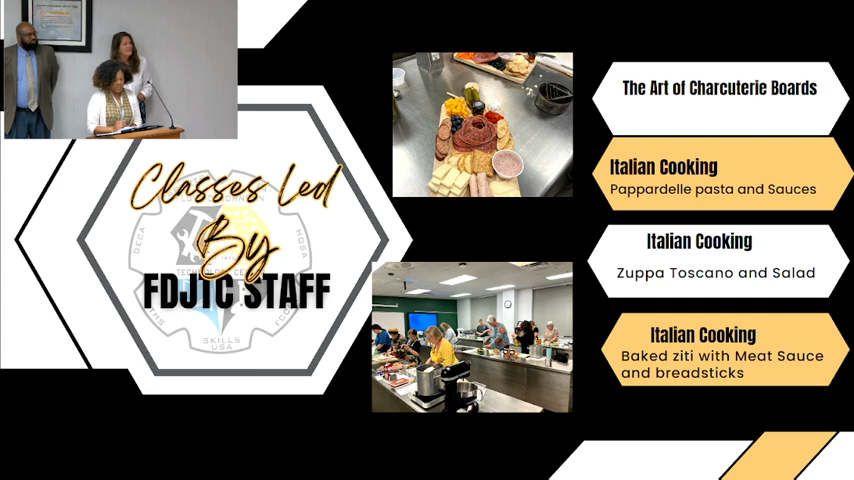 Classes Led
By
FDJTC STAFF
DECA
HOSA
SKILLS
USA
The Art of Charcuterie Boards
Italian Cooking
Pappardelle pasta and Sauces
Italian Cooking
Zuppa Toscano and Salad
Italian Cooking
Baked ziti with Meat Sauce
and breadsticks